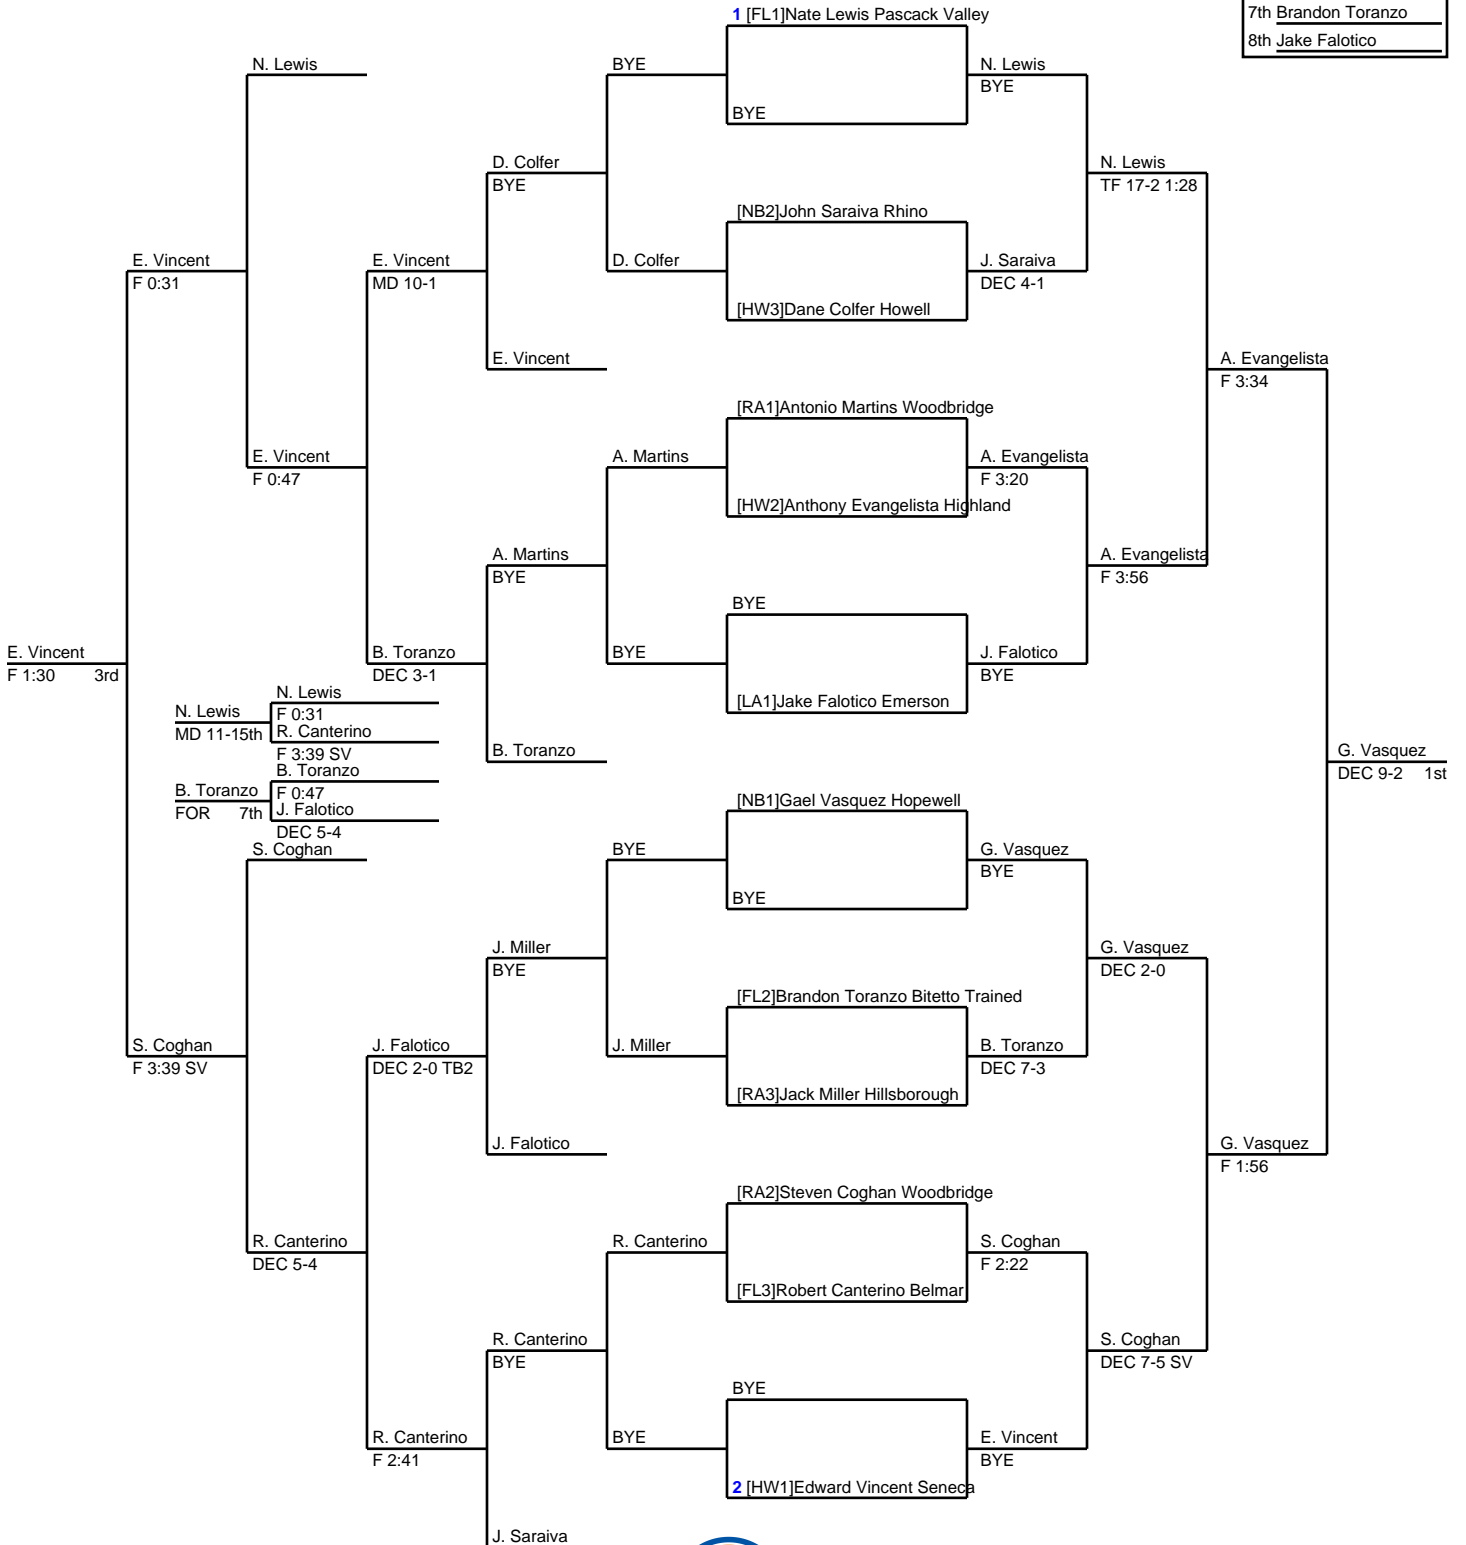 1 [FL1]Nate Lewis Pascack Valley
7th Brandon Toranzo
8th Jake Falotico
N. Lewis
BYE
N. Lewis
BYE
BYE
D. Colfer
BYE
N. Lewis
TF 17-2 1:28
[NB2]John Saraiva Rhino
E. Vincent
F 0:31
E. Vincent
MD 10-1
D. Colfer
J. Saraiva
DEC 4-1
[HW3]Dane Colfer Howell
E. Vincent
A. Evangelista
F 3:34
[RA1]Antonio Martins Woodbridge
E. Vincent
F 0:47
A. Martins
A. Evangelista
F 3:20
[HW2]Anthony Evangelista Highland
A. Martins
BYE
A. Evangelista
F 3:56
BYE
E. Vincent
F 1:30 3rd
B. Toranzo
DEC 3-1
BYE
J. Falotico
BYE
[LA1]Jake Falotico Emerson
N. Lewis
F 0:31
N. Lewis
MD 11-15th
R. Canterino
F 3:39 SV
B. Toranzo
G. Vasquez
DEC 9-2 1st
B. Toranzo
F 0:47
B. Toranzo
FOR 7th
J. Falotico
DEC 5-4
[NB1]Gael Vasquez Hopewell
S. Coghan
BYE
G. Vasquez
BYE
BYE
J. Miller
BYE
G. Vasquez
DEC 2-0
[FL2]Brandon Toranzo Bitetto Trained
S. Coghan
F 3:39 SV
J. Falotico
DEC 2-0 TB2
J. Miller
B. Toranzo
DEC 7-3
[RA3]Jack Miller Hillsborough
J. Falotico
G. Vasquez
F 1:56
[RA2]Steven Coghan Woodbridge
R. Canterino
DEC 5-4
R. Canterino
S. Coghan
F 2:22
[FL3]Robert Canterino Belmar
R. Canterino
BYE
S. Coghan
DEC 7-5 SV
BYE
R. Canterino
F 2:41
BYE
E. Vincent
BYE
2 [HW1]Edward Vincent Seneca
J. Saraiva